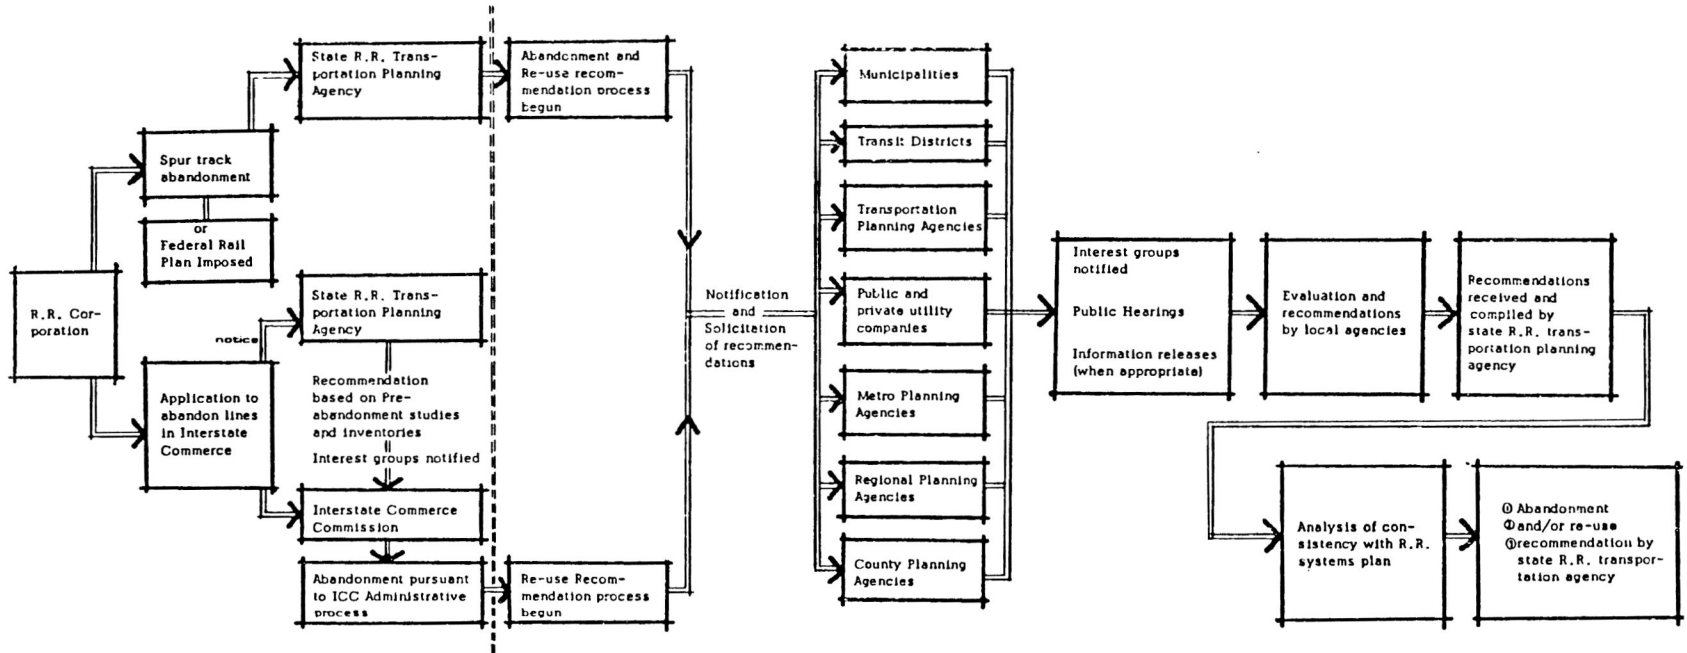 R.R. Cor-
poration
Spur track
abandonment
or
Federal Rail
Plan Imposed
Application to
abandon lines
in Interstate
Commerce
notice
State R.R. Trans-
portation Planning
Agency
State R.R. Trans-
portation Planning
Agency
Recommendation
based on Pre-
abandonment studies
and inventories
Interest groups notified
Interstate Commerce
Commission
Abandonment pursuant
to ICC Administrative
process
Abandonment and
Re-use recom-
mendation process
begun
Re-use Recom-
mendation process
begun
Notification
and
Solicitation
of recommen-
dations
Municipalities
Transit Districts
Transportation
Planning Agencies
Public and
private utility
companies
Metro Planning
Agencies
Regional Planning
Agencies
County Planning
Agencies
Interest groups
notified
Public Hearings
Information releases
(when appropriate)
Evaluation and
recommendations
by local agencies
Recommendations
received and
compiled by
state R.R. trans-
portation planning
agency
Analysis of con-
sistency with R.R.
systems plan
① Abandonment
② and/or re-use
③ recommendation by
state R.R. transpor-
tation agency